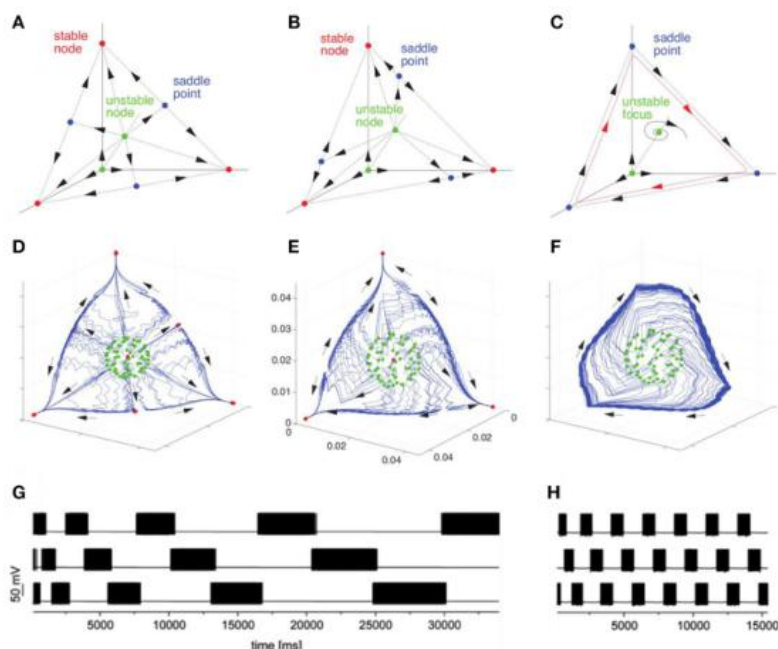 A
stable
node
saddle
point
unstable
node
B
saddle
point
stable
node
unstable
node
C
saddle
point
unstable
focus
D
E
0.04
0.03
0.02
0.01
0
0
0.02
0.04
0.04
0.02
0
F
G
50 mV
5000
10000
15000
20000
25000
30000
time [ms]
H
5000
10000
15000